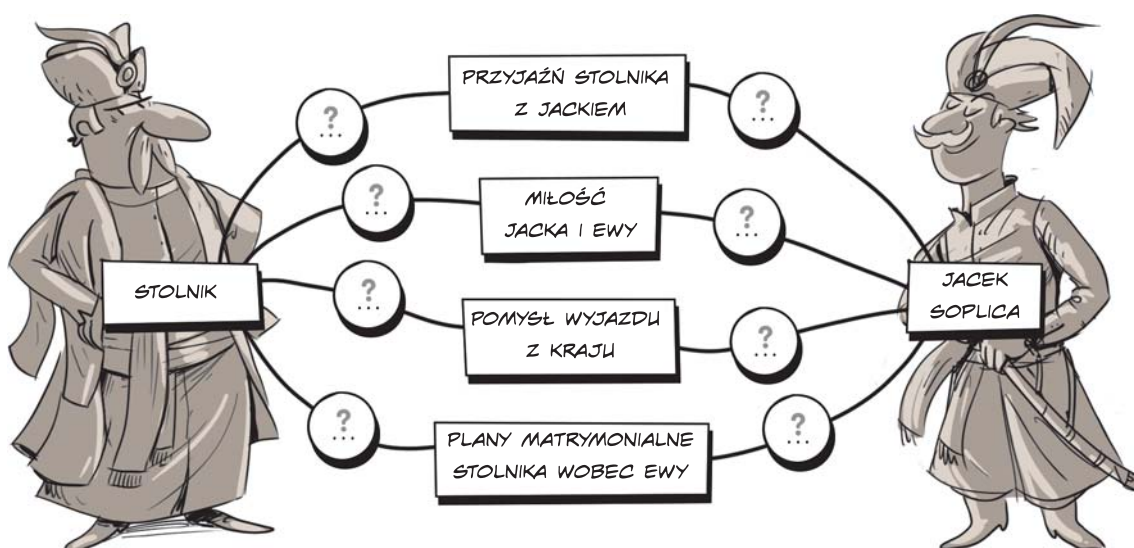 PRZYJAŹŃ STOLNIKA
Z JACKIEM
?
...
?
...
MIŁOŚĆ
JACKA I EWY
?
...
?
...
STOLNIK
JACEK
SOPLICA
POMYSŁ WYJAZDU
Z KRAJU
?
...
?
...
PLANY MATRYMONIALNE
STOLNIKA WOBEC EWY
?
...
?
...